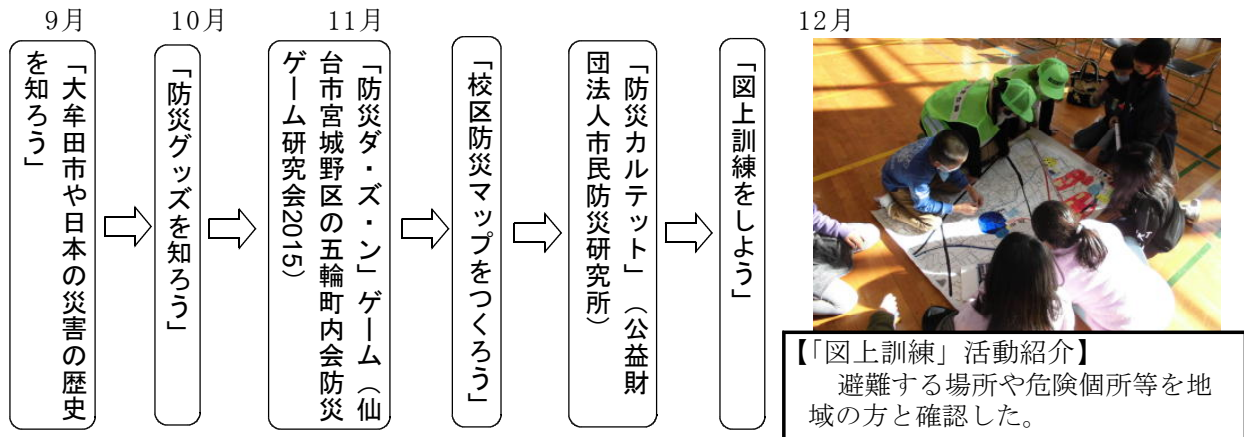 9月
10月
11月
12月
「大牟田市や日本の災害の歴史
を知ろう」
「防災グッズを知ろう」
「防災ダ・ズ・ン」ゲーム（仙
台市宮城野区の五輪町内会防災
ゲーム研究会2015）
「校区防災マップをつくろう」
「防災カルテット」（公益財
団法人市民防災研究所）
「図上訓練をしよう」
【「図上訓練」活動紹介】
避難する場所や危険個所等を地
域の方と確認した。